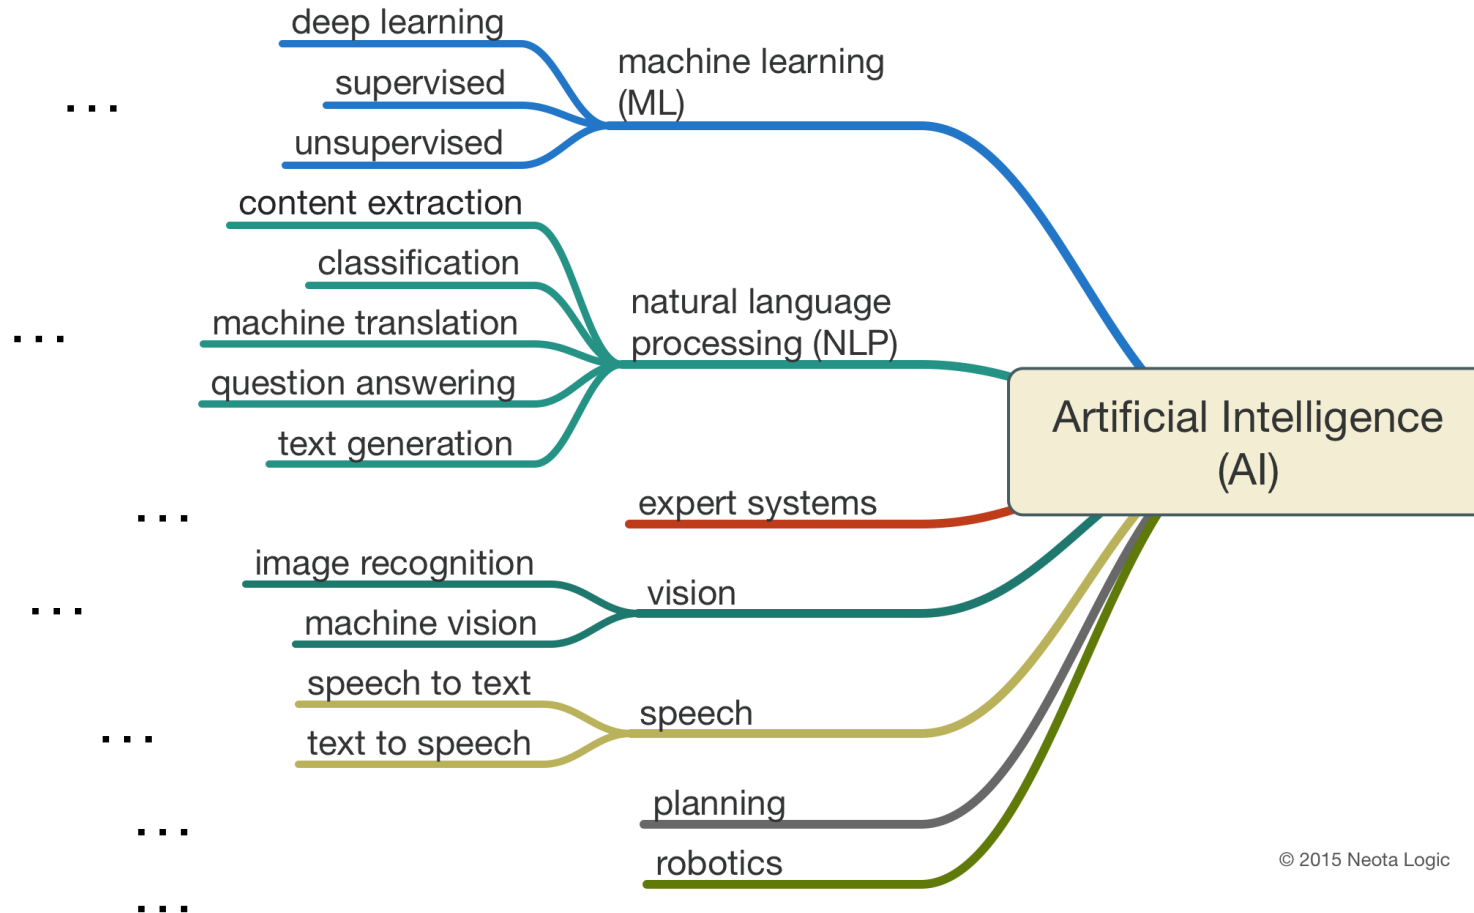 deep learning
supervised
unsupervised
machine learning
(ML)
...
content extraction
classification
machine translation
question answering
text generation
natural language
processing (NLP)
...
Artificial Intelligence
(AI)
expert systems
...
image recognition
machine vision
vision
...
speech to text
text to speech
speech
...
planning
...
robotics
...
© 2015 Neota Logic